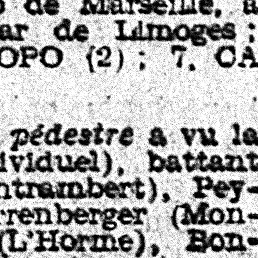 de Marseille, a
ar de Limoges;
OPO (2); 7. CA
pédestre a vu la
ividuel), battant
ntrambert), Pey-
rrenberger (Mon-
(L'Horme), Bon-